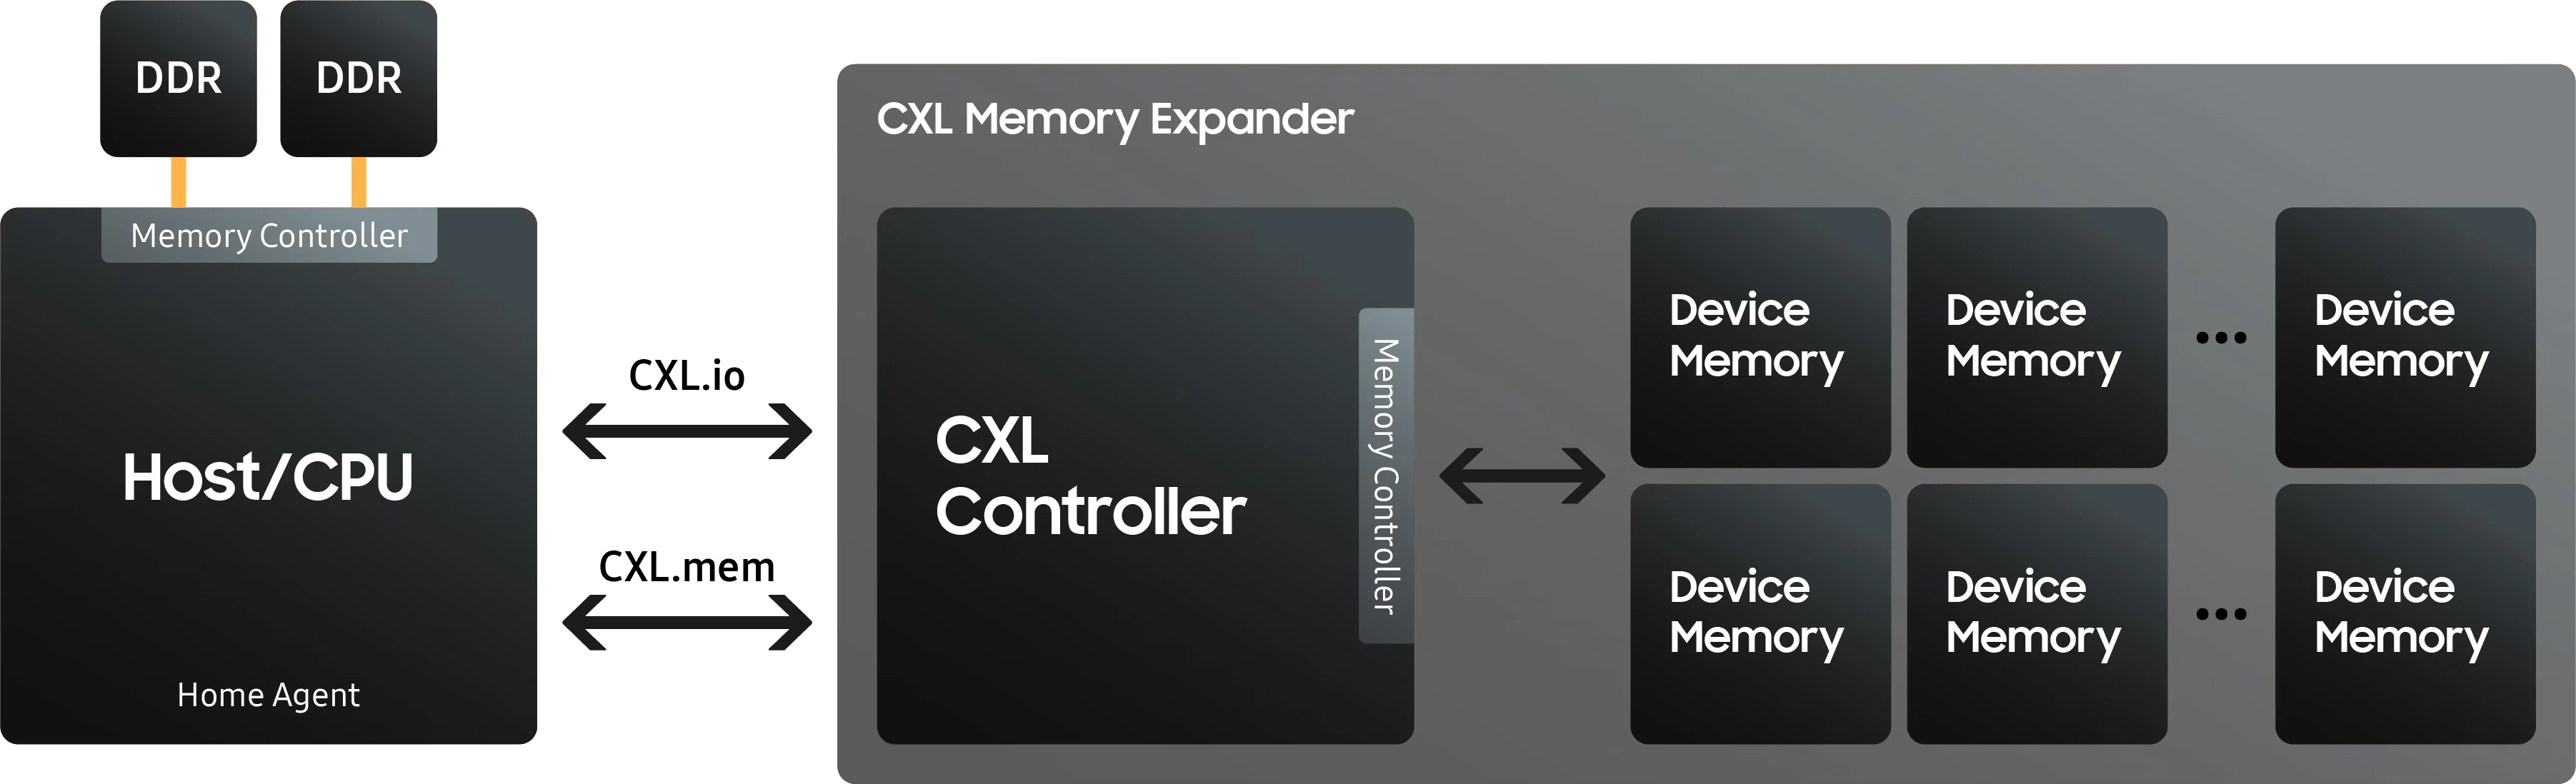 DDR
DDR
Memory Controller
Host/CPU
Home Agent
CXL.io
CXL.mem
CXL Memory Expander
CXL
Controller
Memory Controller
Device
Memory
Device
Memory
•••
Device
Memory
Device
Memory
Device
Memory
•••
Device
Memory